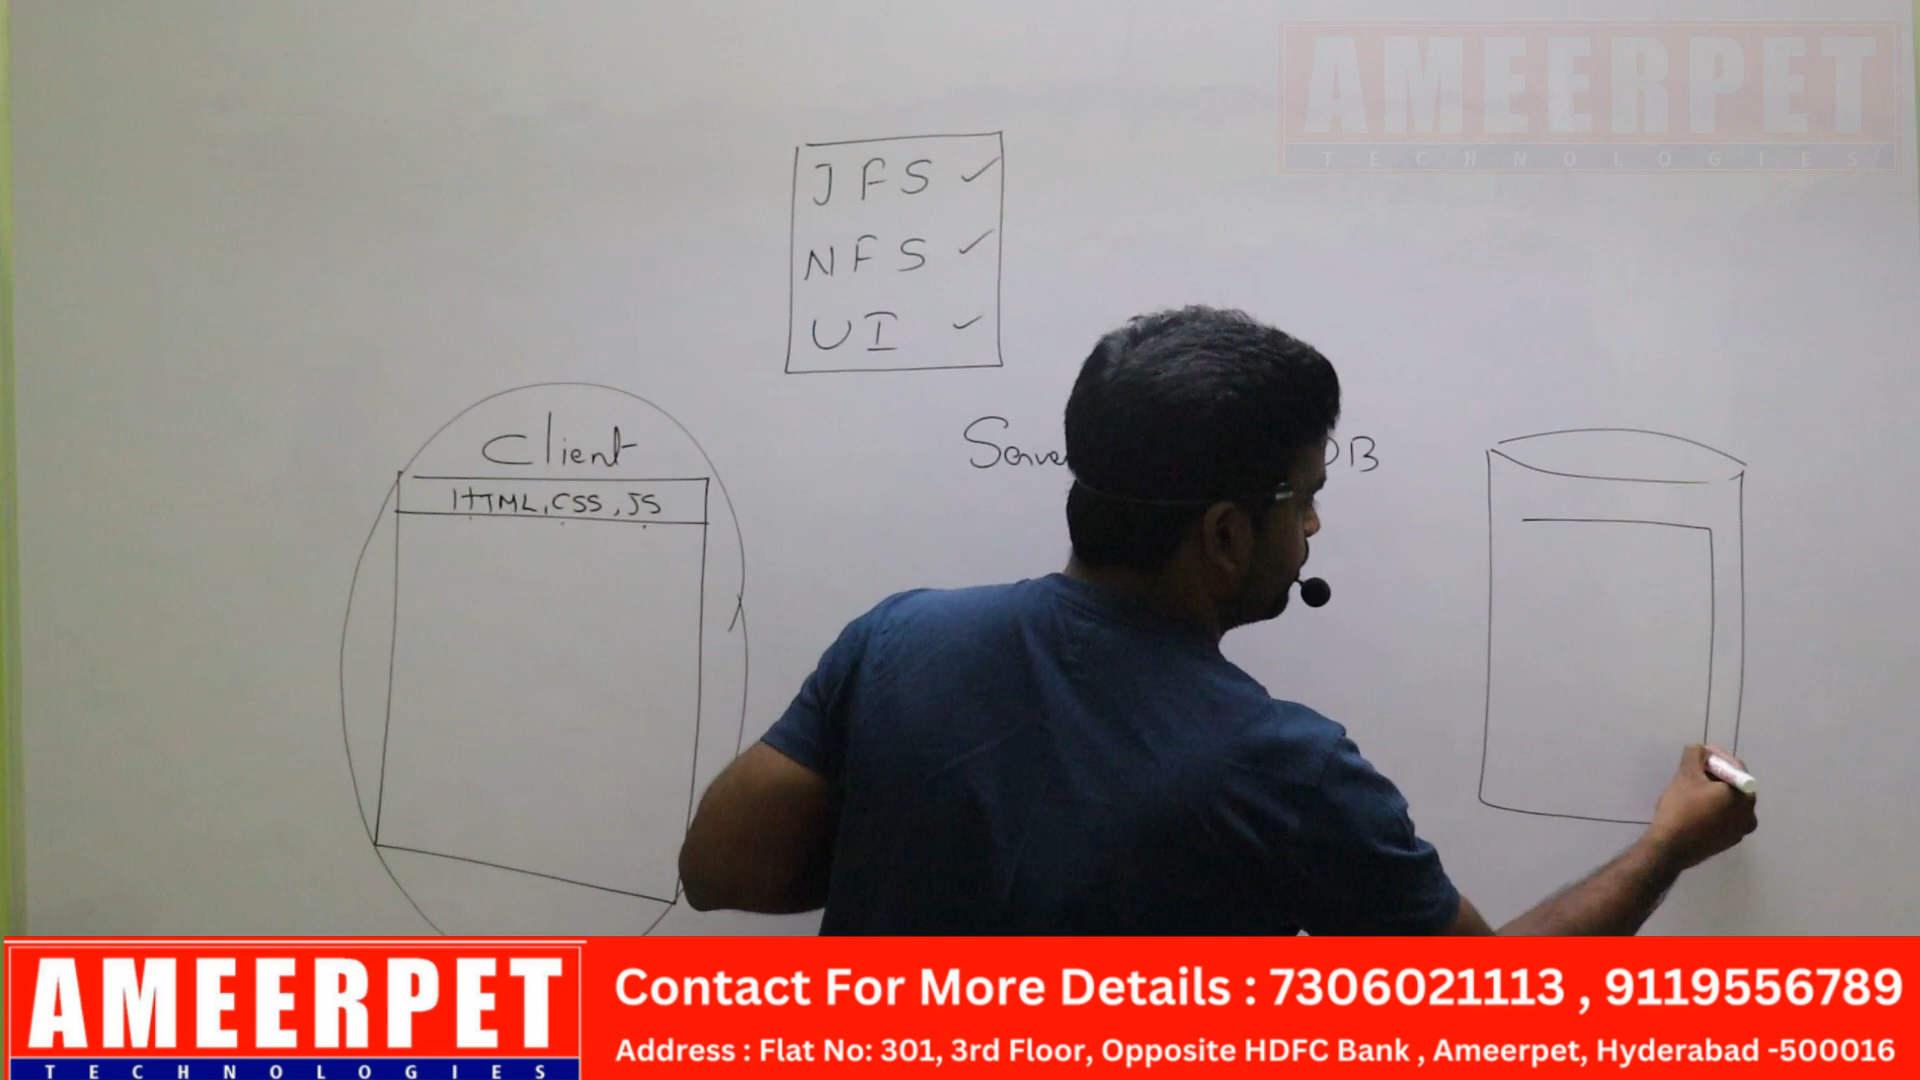 AMEERPET
TECHNOLOGIES
JFS ✓
NFS ✓
UI ✓
Client
HTML, CSS, JS
DB
AMEERPET
TECHNOLOGIES
Contact For More Details : 7306021113 , 9119556789
Address : Flat No: 301, 3rd Floor, Opposite HDFC Bank , Ameerpet, Hyderabad -500016